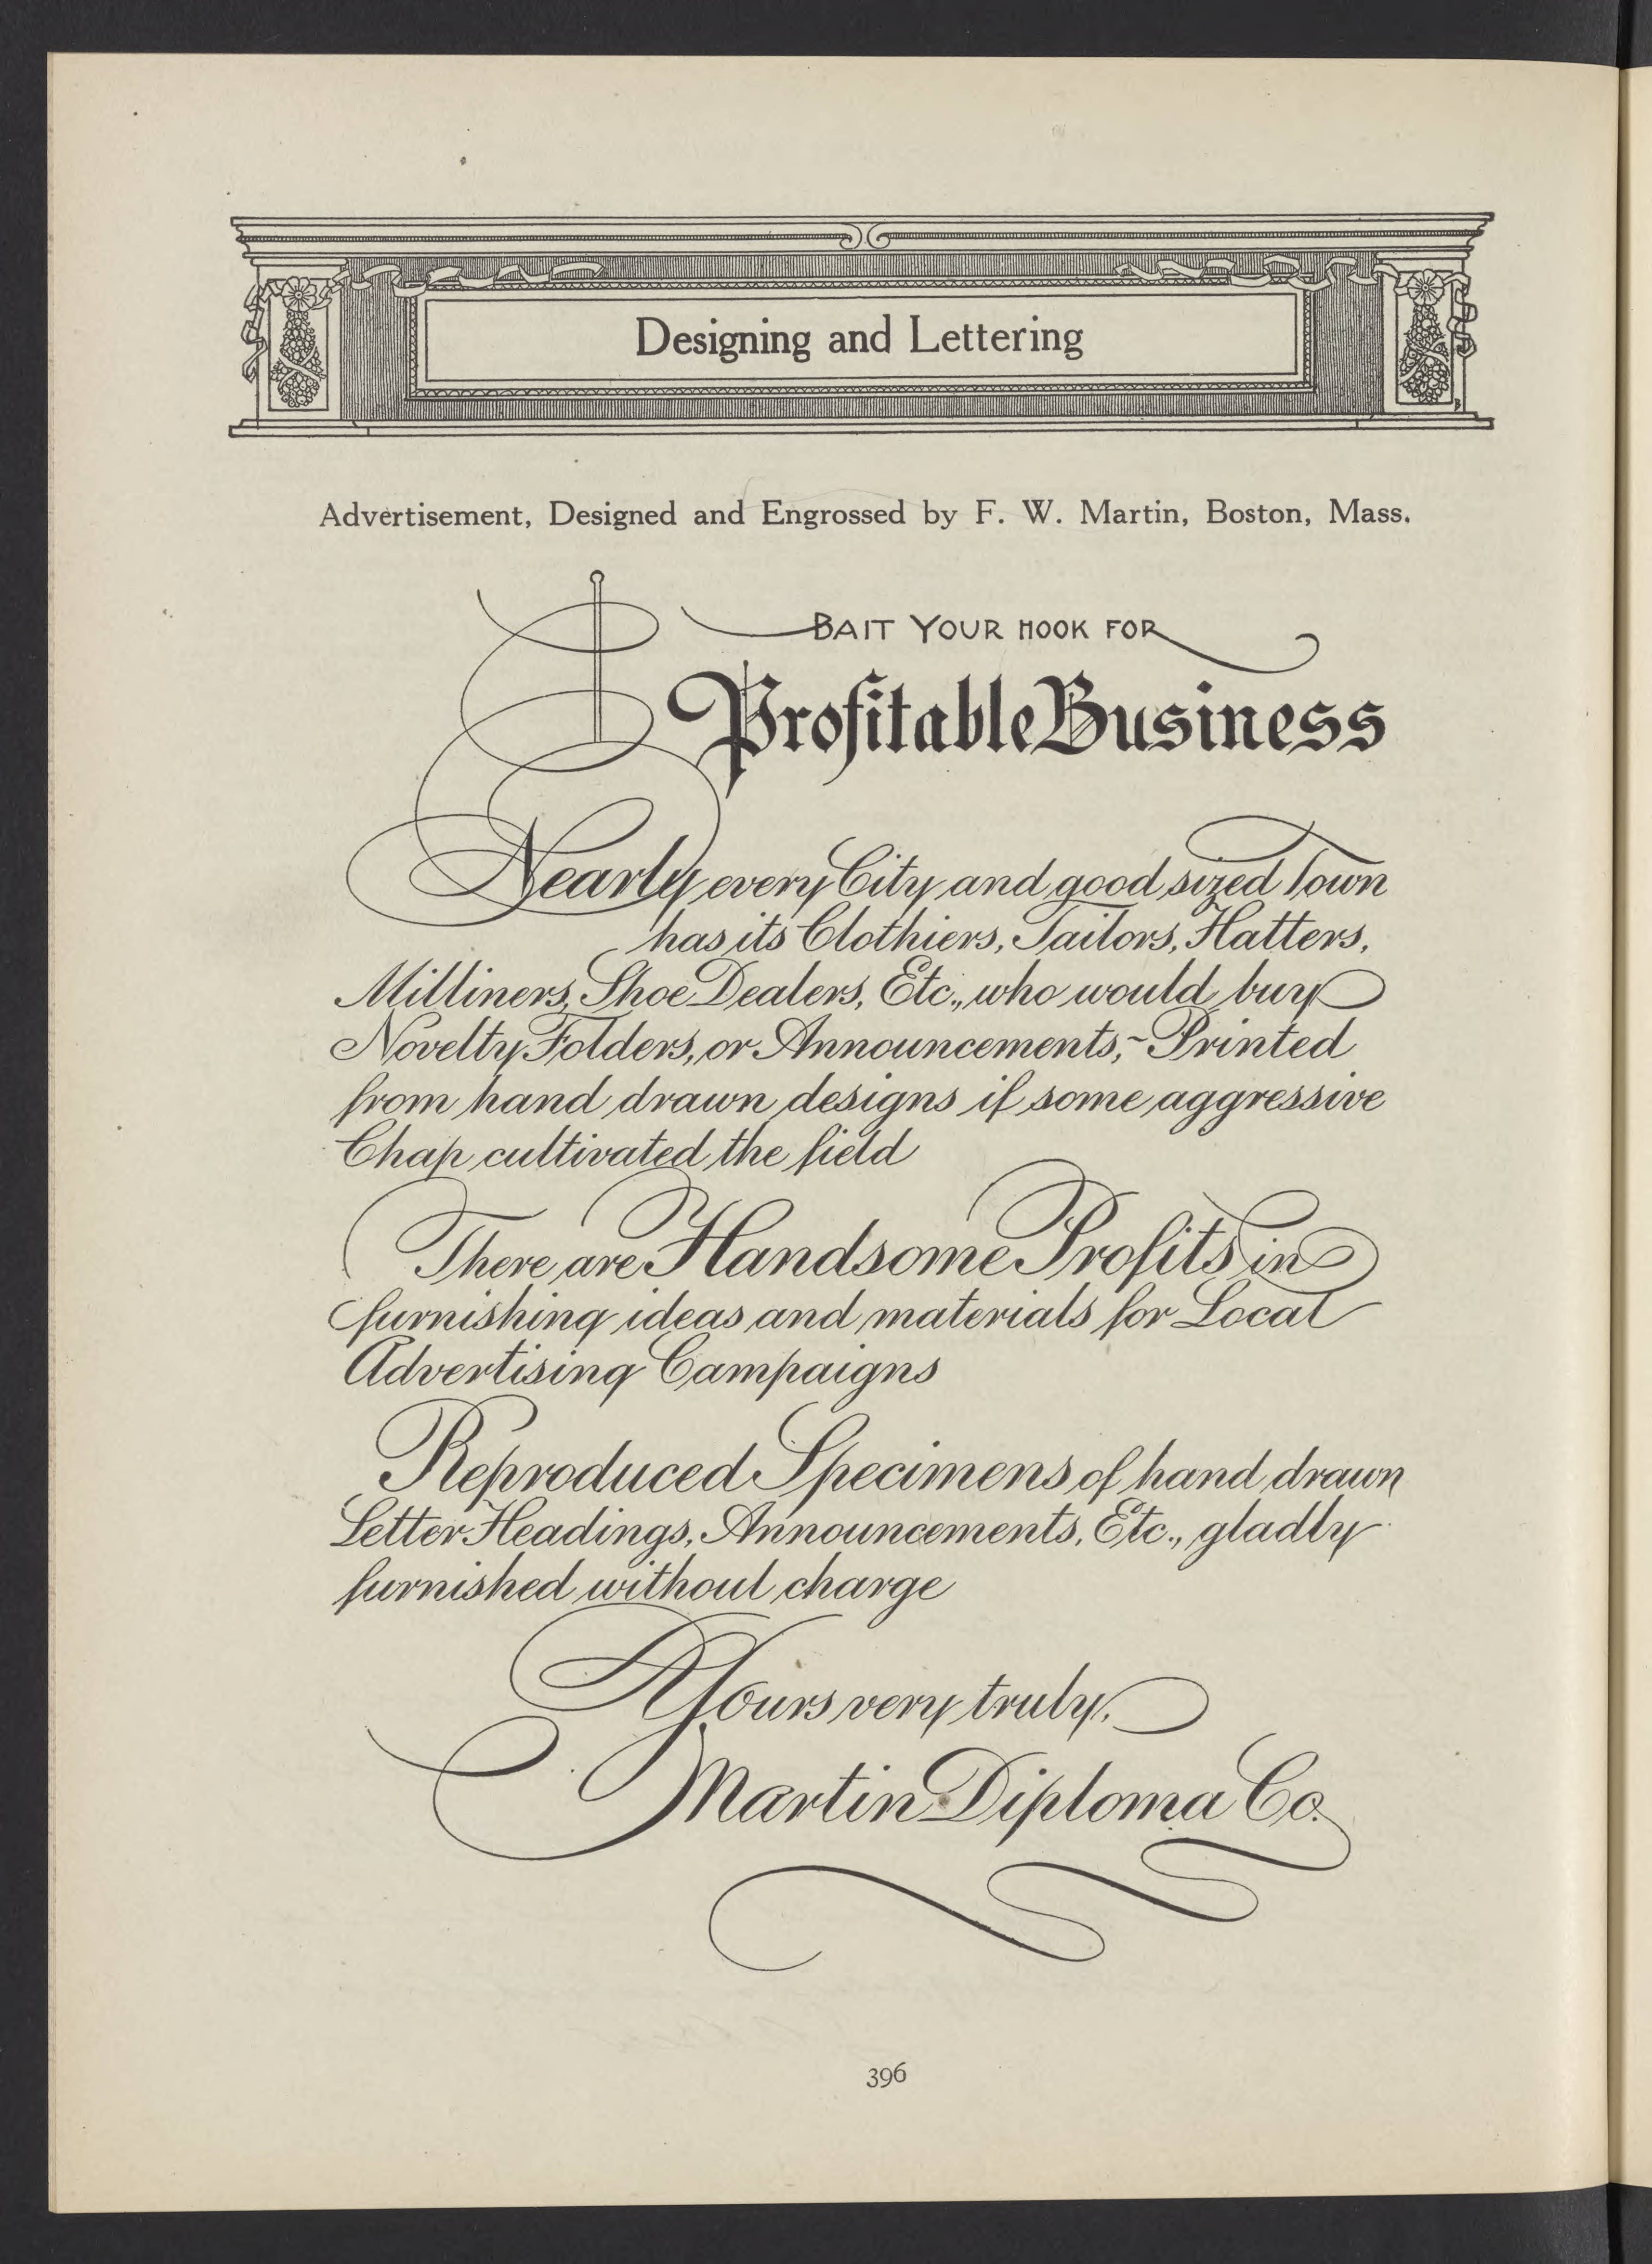 Designing and Lettering
Advertisement, Designed and Engrossed by F. W. Martin, Boston, Mass.
BAIT YOUR HOOK FOR
Profitable Business
Nearly every City and good sized Town
has its Clothiers, Tailors, Hatters,
Milliners, Shoe Dealers, Etc., who would buy
Novelty Folders, or Announcements,- Printed
from hand drawn designs if some aggressive
Chap cultivated the field
There are Handsome Profits in
furnishing ideas and materials for Local
Advertising Campaigns
Reproduced Specimens of hand drawn
Letter Headings, Announcements, Etc., gladly
furnished without charge
Yours very truly,
Martin Diploma Co.
396